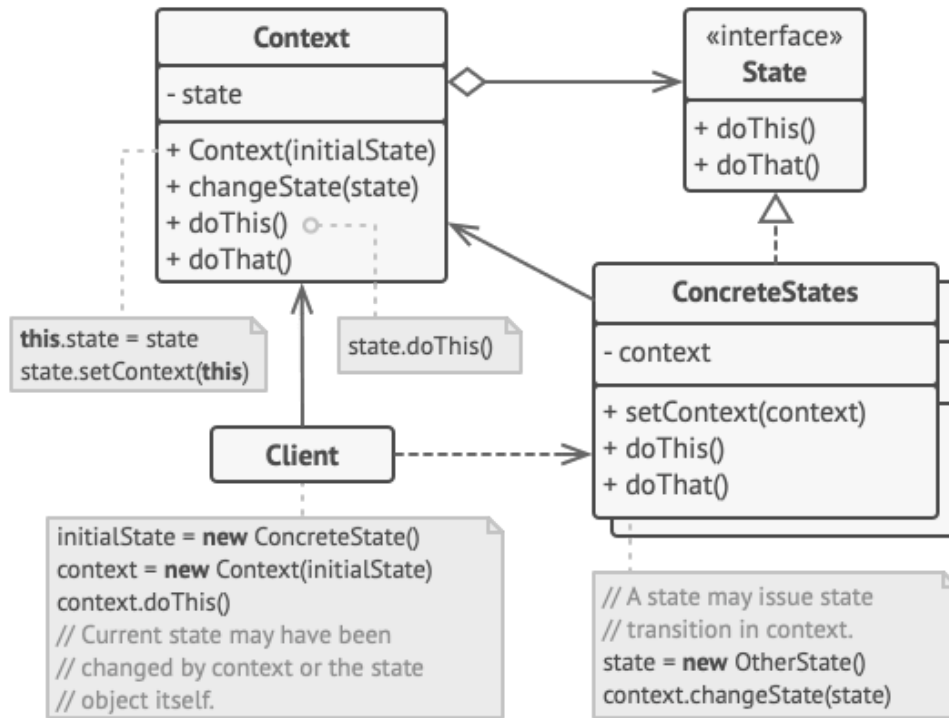 Context
- state
+ Context(initialState)
+ changeState(state)
+ doThis()
+ doThat()
«interface»
State
+ doThis()
+ doThat()
this.state = state
state.setContext(this)
state.doThis()
ConcreteStates
- context
+ setContext(context)
+ doThis()
+ doThat()
Client
initialState = new ConcreteState()
context = new Context(initialState)
context.doThis()
// Current state may have been
// changed by context or the state
// object itself.
// A state may issue state
// transition in context.
state = new OtherState()
context.changeState(state)